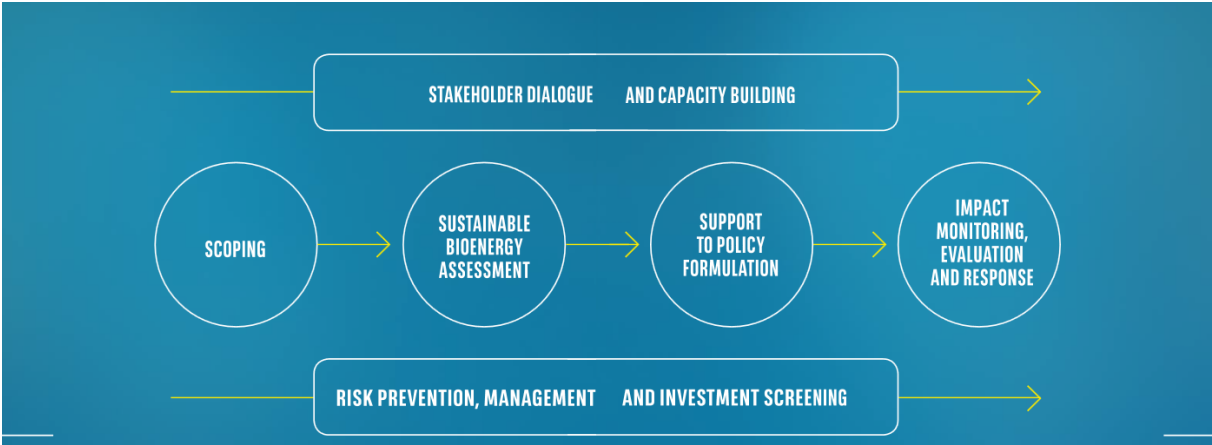 STAKEHOLDER DIALOGUE AND CAPACITY BUILDING
SCOPING
SUSTAINABLE
BIOENERGY
ASSESSMENT
SUPPORT
TO POLICY
FORMULATION
IMPACT
MONITORING,
EVALUATION
AND RESPONSE
RISK PREVENTION, MANAGEMENT AND INVESTMENT SCREENING